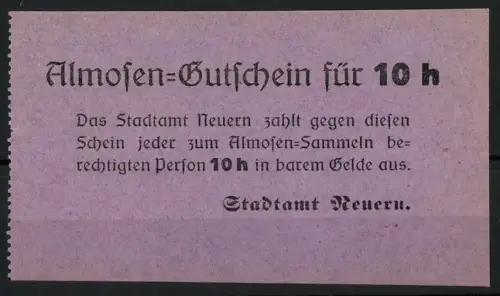 Almosen=Gutschein für 10 h
Das Stadtamt Neuern zahlt gegen diesen
Schein jeder zum Almosen=Sammeln be=
rechtigten Person 10 h in barem Gelde aus.
Stadtamt Neuern.